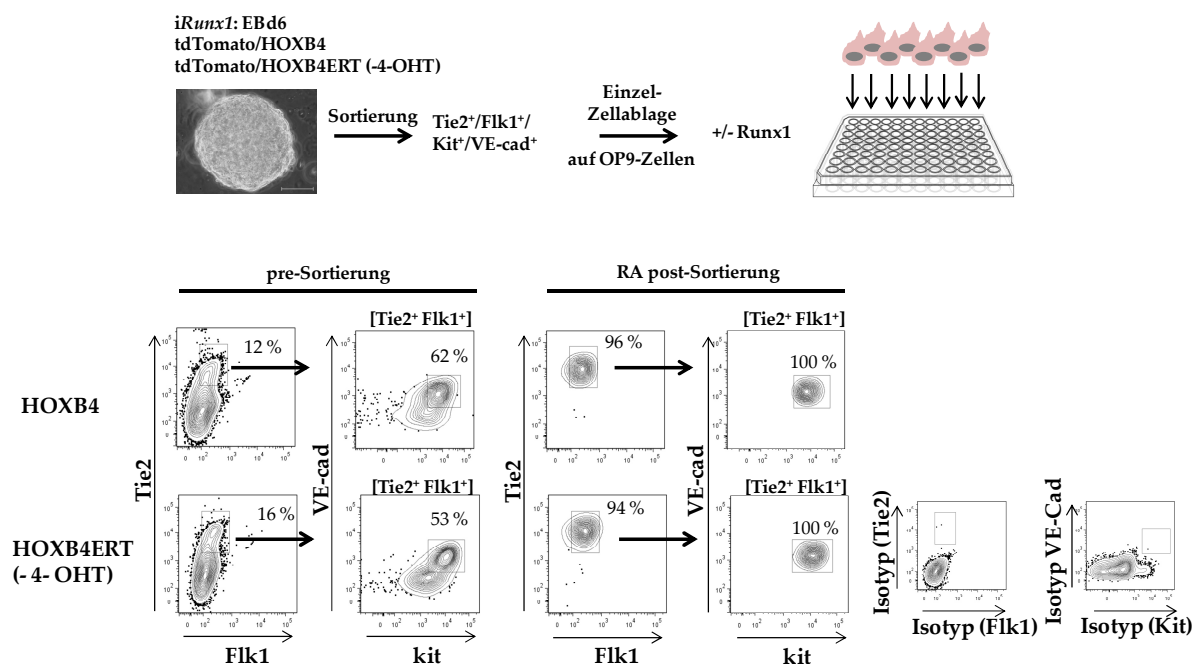 iRunx1: EBd6
tdTomato/HOXB4
tdTomato/HOXB4ERT (-4-OHT)
Sortierung
Tie2⁺/Flk1⁺/
Kit⁺/VE-cad⁺
Einzel-
Zellablage
auf OP9-Zellen
+/- Runx1
pre-Sortierung
RA post-Sortierung
HOXB4
Tie2
12 %
VE-cad
[Tie2⁺ Flk1⁺]
62 %
Tie2
96 %
VE-cad
[Tie2⁺ Flk1⁺]
100 %
HOXB4ERT
(- 4- OHT)
16 %
[Tie2⁺ Flk1⁺]
53 %
94 %
[Tie2⁺ Flk1⁺]
100 %
Flk1
kit
Flk1
kit
Isotyp (Tie2)
Isotyp (Flk1)
Isotyp VE-Cad
Isotyp (Kit)